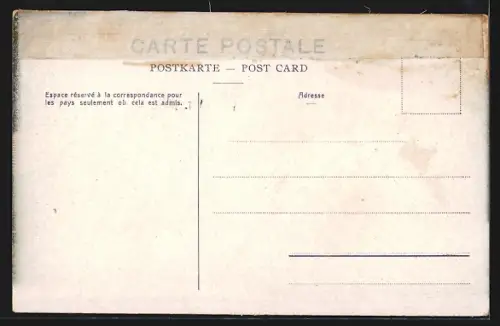 CARTE POSTALE
POSTKARTE — POST CARD
Espace réservé à la correspondance pour
les pays seulement où cela est admis.
Adresse